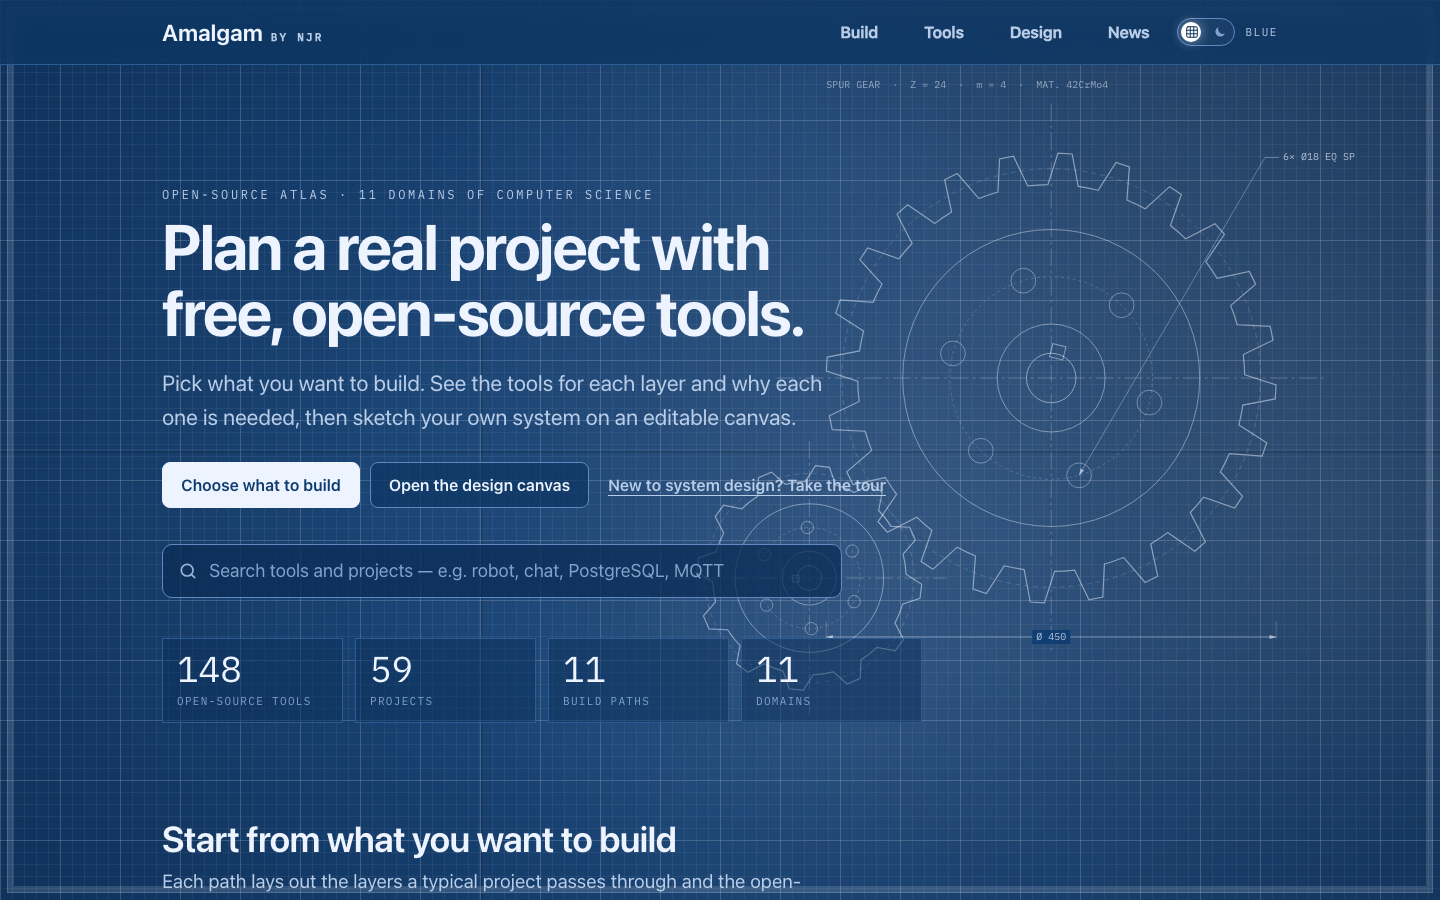 Amalgam BY NJR
Build
Tools
Design
News
BLUE
SPUR GEAR · Z = 24 · m = 4 · MAT. 42CrMo4
6× Ø18 EQ SP
OPEN-SOURCE ATLAS · 11 DOMAINS OF COMPUTER SCIENCE
Plan a real project with
free, open-source tools.
Pick what you want to build. See the tools for each layer and why each
one is needed, then sketch your own system on an editable canvas.
Choose what to build
Open the design canvas
New to system design? Take the tour
Search tools and projects — e.g. robot, chat, PostgreSQL, MQTT
Ø 450
148
OPEN-SOURCE TOOLS
59
PROJECTS
11
BUILD PATHS
11
DOMAINS
Start from what you want to build
Each path lays out the layers a typical project passes through and the open-